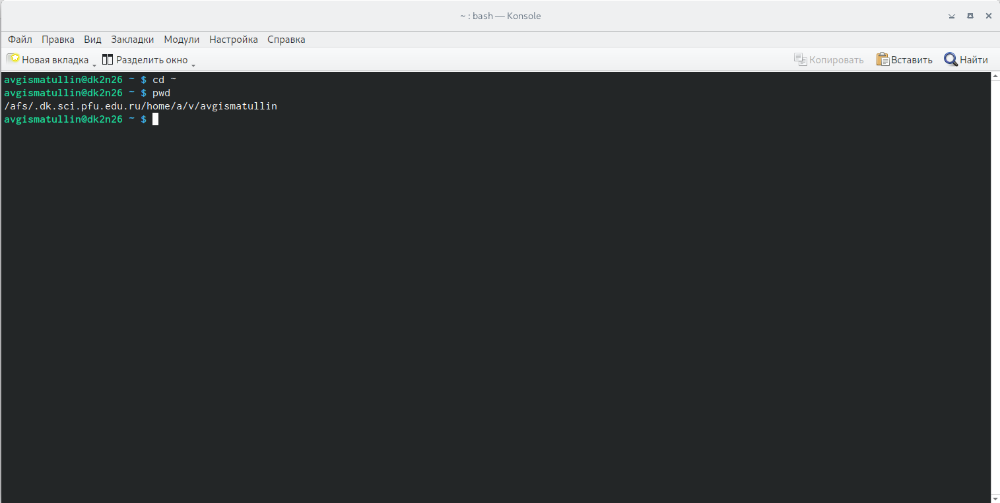 ~ : bash — Konsole
Файл Правка Вид Закладки Модули Настройка Справка
Новая вкладка Разделить окно Копировать Вставить Найти
avgismatullin@dk2n26 ~ $ cd ~
avgismatullin@dk2n26 ~ $ pwd
/afs/.dk.sci.pfu.edu.ru/home/a/v/avgismatullin
avgismatullin@dk2n26 ~ $